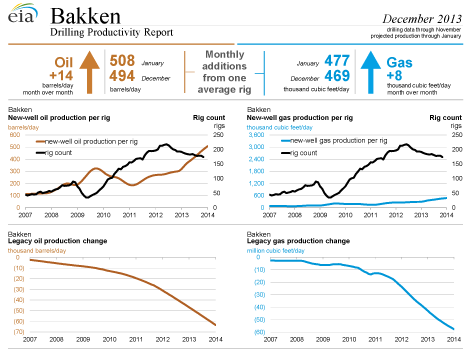 eia
Bakken
Drilling Productivity Report
December 2013
drilling data through November
projected production through January
Oil
+14
barrels/day
month over month
508 January
494 December
barrels/day
Monthly
additions
from one
average rig
January 477
December 469
thousand cubic feet/day
Gas
+8
thousand cubic feet/day
month over month
Bakken
New-well oil production per rig
barrels/day
Rig count
rigs
new-well oil production per rig
rig count
600
500
400
300
200
100
0
250
200
150
100
50
0
2007 2008 2009 2010 2011 2012 2013 2014
Bakken
New-well gas production per rig
thousand cubic feet/day
Rig count
rigs
new-well gas production per rig
rig count
3,600
3,000
2,400
1,800
1,200
600
0
250
200
150
100
50
0
2007 2008 2009 2010 2011 2012 2013 2014
Bakken
Legacy oil production change
thousand barrels/day
0
(10)
(20)
(30)
(40)
(50)
(60)
(70)
2007 2008 2009 2010 2011 2012 2013 2014
Bakken
Legacy gas production change
million cubic feet/day
0
(10)
(20)
(30)
(40)
(50)
(60)
2007 2008 2009 2010 2011 2012 2013 2014